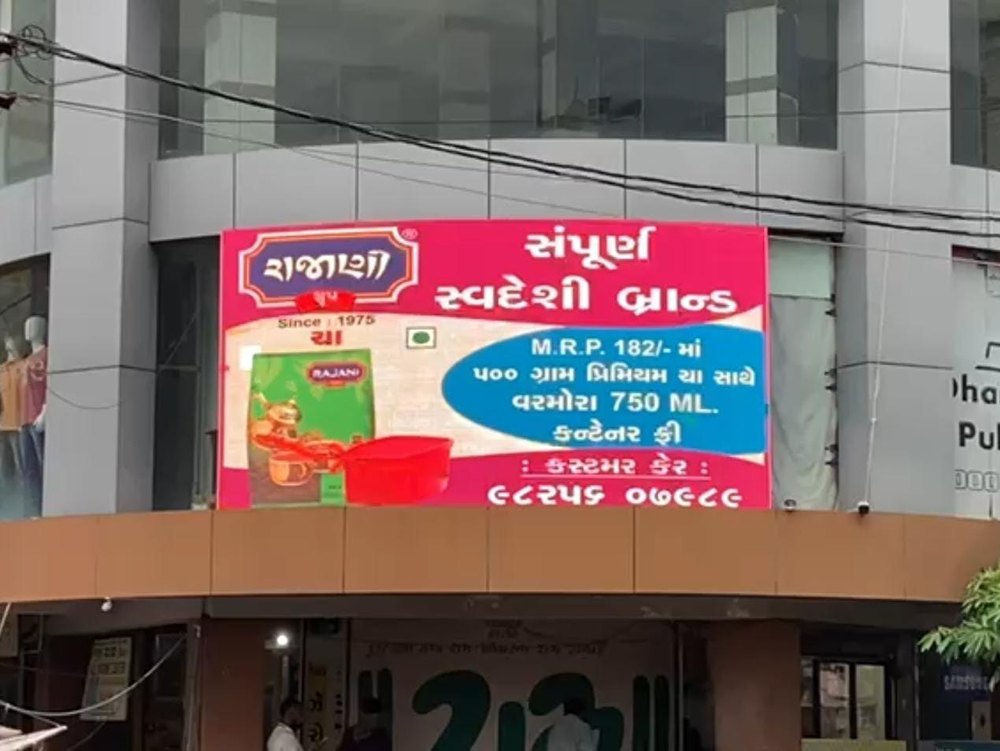 રાજાણી
®
ગ્રુપ
Since : 1975
ચા
RAJANI
સંપૂર્ણ
સ્વદેશી બ્રાન્ડ
M.R.P. 182/- માં
૫૦૦ ગ્રામ પ્રિમિયમ ચા સાથે
વરમોરા 750 ML.
કન્ટેનર ફ્રી
: કસ્ટમર કેર :
૯૮૨૫૬ ૦૭૯૮૯